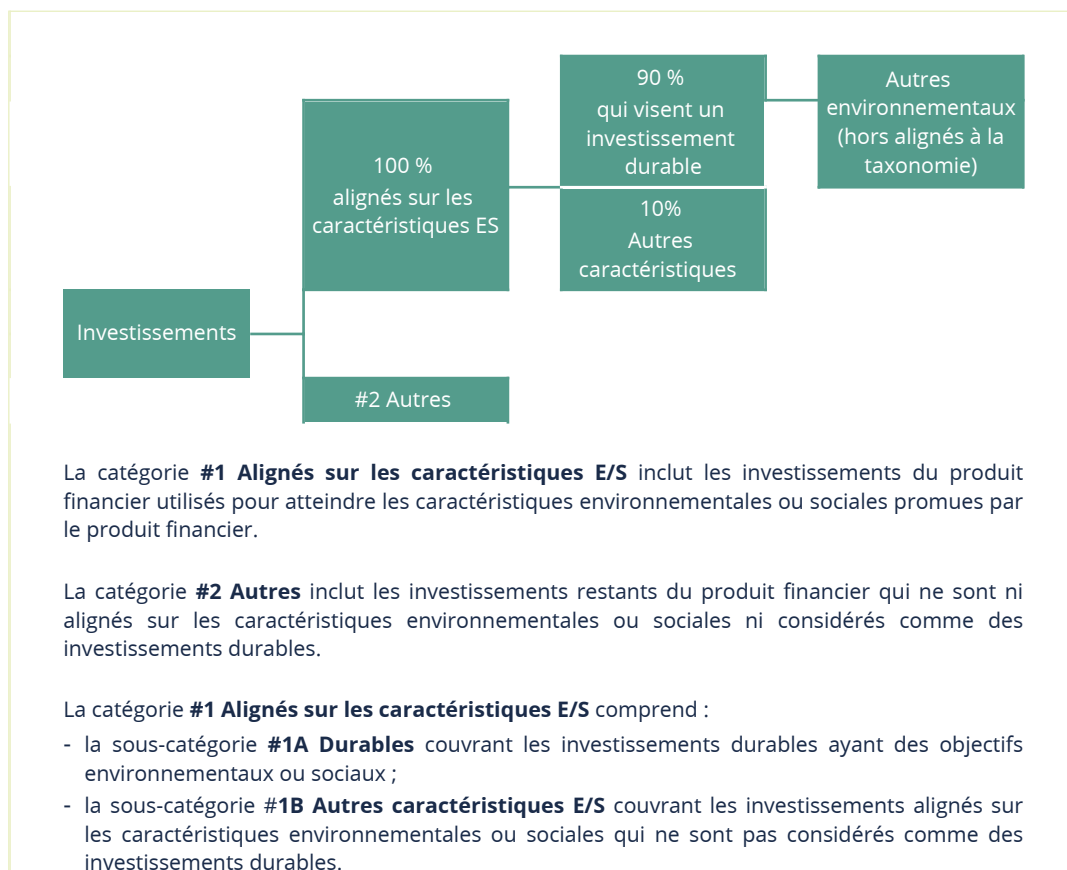 90 %
qui visent un
investissement
durable
Autres
environnementaux
(hors alignés à la
taxonomie)
100 %
alignés sur les
caractéristiques ES
10%
Autres
caractéristiques
Investissements
#2 Autres
La catégorie #1 Alignés sur les caractéristiques E/S inclut les investissements du produit
financier utilisés pour atteindre les caractéristiques environnementales ou sociales promues par
le produit financier.
La catégorie #2 Autres inclut les investissements restants du produit financier qui ne sont ni
alignés sur les caractéristiques environnementales ou sociales ni considérés comme des
investissements durables.
La catégorie #1 Alignés sur les caractéristiques E/S comprend :
- la sous-catégorie #1A Durables couvrant les investissements durables ayant des objectifs
environnementaux ou sociaux ;
- la sous-catégorie #1B Autres caractéristiques E/S couvrant les investissements alignés sur
les caractéristiques environnementales ou sociales qui ne sont pas considérés comme des
investissements durables.